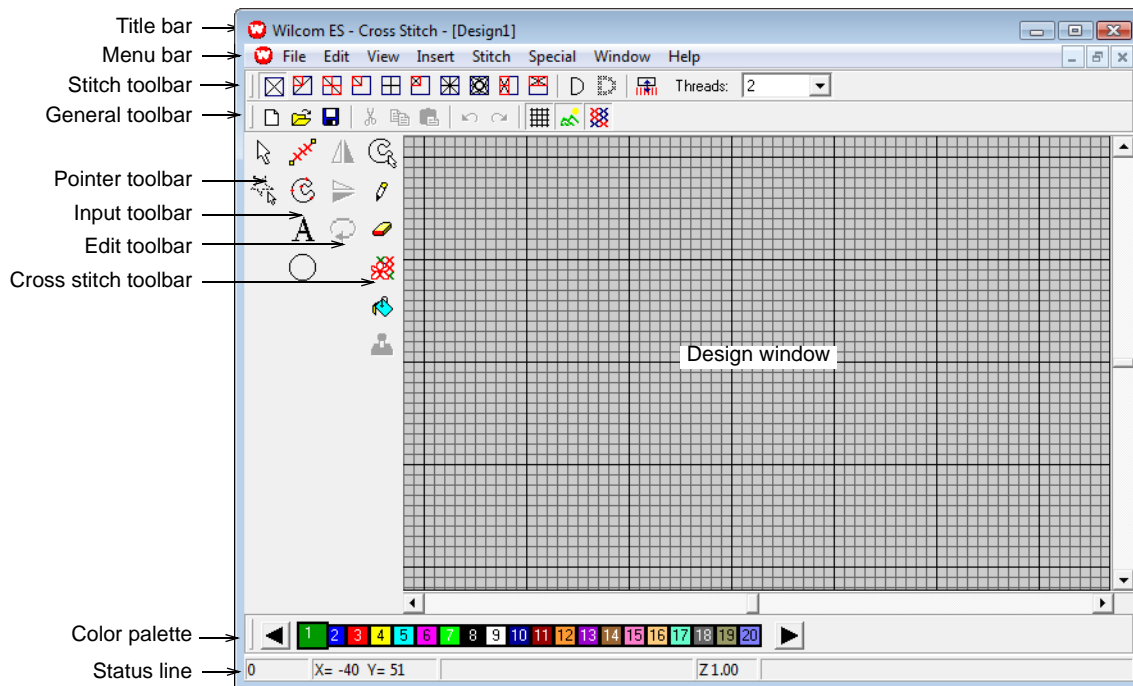 Title bar
Wilcom ES - Cross Stitch - [Design1]
Menu bar
File Edit View Insert Stitch Special Window Help
Stitch toolbar
Threads: 2
General toolbar
Pointer toolbar
Input toolbar
A
Edit toolbar
Cross stitch toolbar
Design window
Color palette
1 2 3 4 5 6 7 8 9 10 11 12 13 14 15 16 17 18 19 20
Status line
0 X= -40 Y= 51 Z 1.00